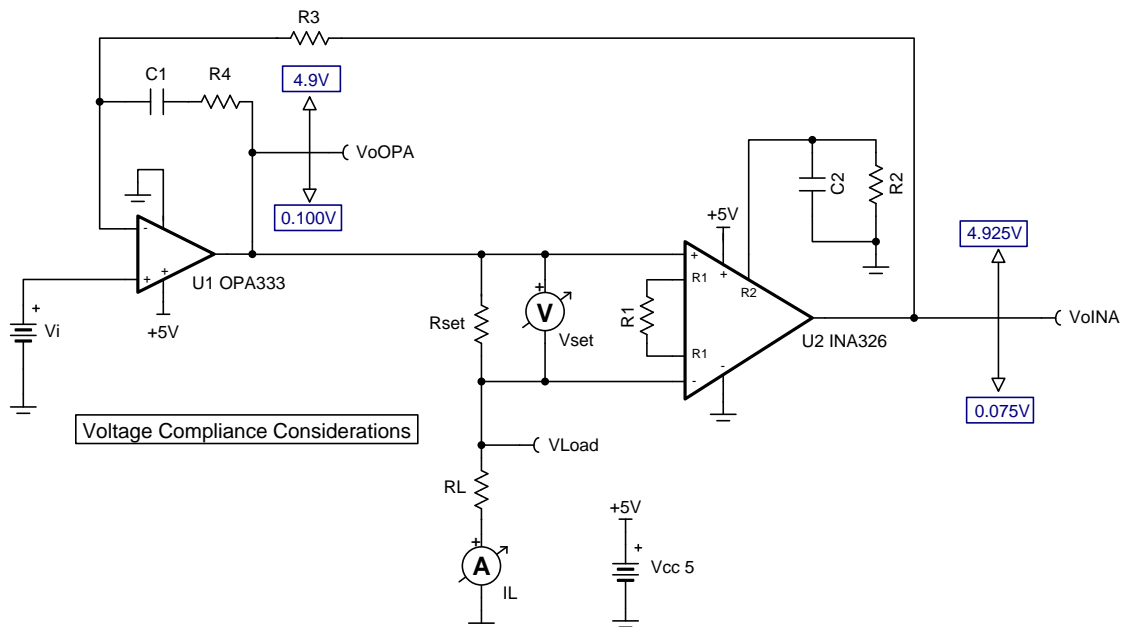 R3
C1
R4
4.9V
VoOPA
0.100V
-
+
+
U1 OPA333
+5V
+
Vi
Rset
+
V
Vset
R1
+5V
+
+
R1
R2
R1
-
-
U2 INA326
C2
R2
4.925V
VoINA
0.075V
Voltage Compliance Considerations
VLoad
RL
+
A
IL
+5V
+
Vcc 5